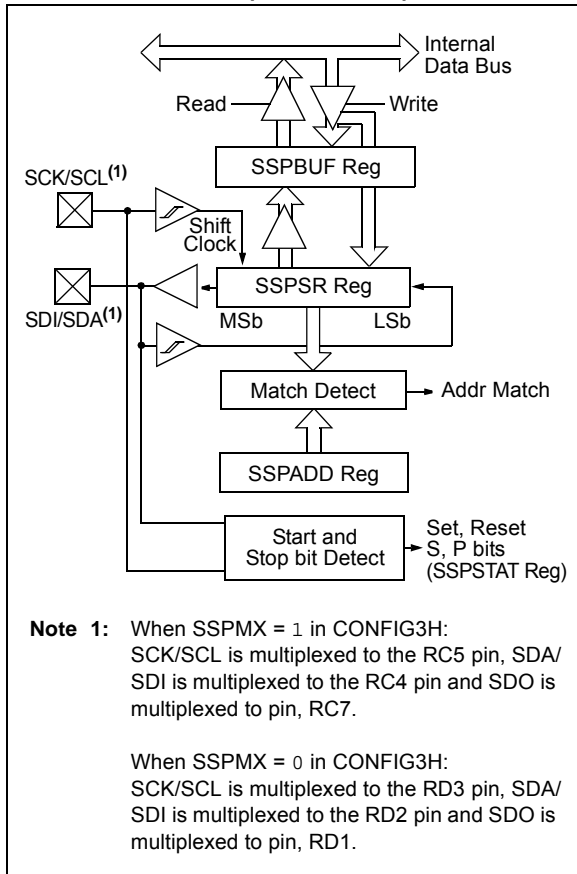 Internal
Data Bus
Read
Write
SSPBUF Reg
SCK/SCL(1)
Shift
Clock
SSPSR Reg
SDI/SDA(1)
MSb
LSb
Match Detect
Addr Match
SSPADD Reg
Start and
Stop bit Detect
Set, Reset
S, P bits
(SSPSTAT Reg)
Note 1: When SSPMX = 1 in CONFIG3H:
SCK/SCL is multiplexed to the RC5 pin, SDA/
SDI is multiplexed to the RC4 pin and SDO is
multiplexed to pin, RC7.
When SSPMX = 0 in CONFIG3H:
SCK/SCL is multiplexed to the RD3 pin, SDA/
SDI is multiplexed to the RD2 pin and SDO is
multiplexed to pin, RD1.